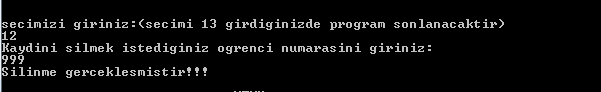 secimizi giriniz:(secimi 13 girdiginizde program sonlanacaktir)
12
Kaydini silmek istediginiz ogrenci numarasini giriniz:
999
Silinme gerceklesmistir!!!